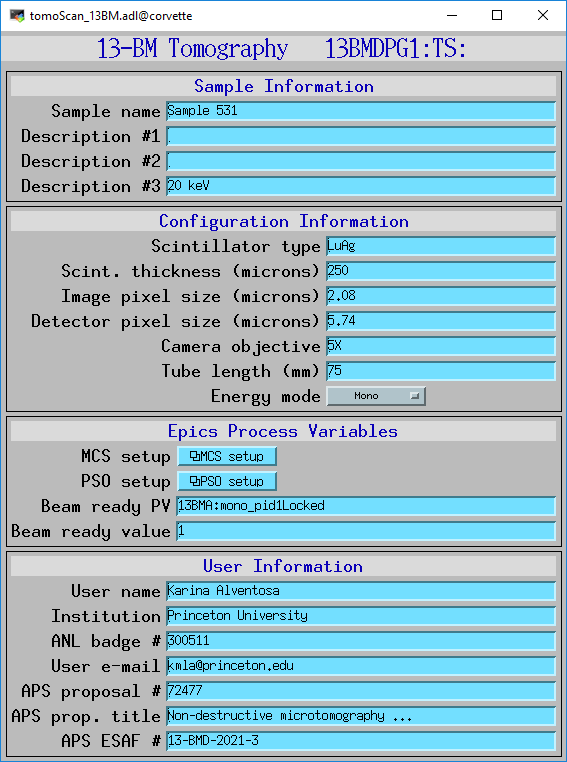 tomoScan_13BM.adl@corvette
13-BM Tomography 13BMDPG1:TS:
Sample Information
Sample name Sample 531
Description #1
Description #2
Description #3 20 keV
Configuration Information
Scintillator type LuAg
Scint. thickness (microns) 250
Image pixel size (microns) 2.08
Detector pixel size (microns) 5.74
Camera objective 5X
Tube length (mm) 75
Energy mode Mono
Epics Process Variables
MCS setup MCS setup
PSO setup PSO setup
Beam ready PV 13BMA:mono_pid1Locked
Beam ready value 1
User Information
User name Karina Alventosa
Institution Princeton University
ANL badge # 300511
User e-mail kmla@princeton.edu
APS proposal # 72477
APS prop. title Non-destructive microtomography ...
APS ESAF # 13-BMD-2021-3